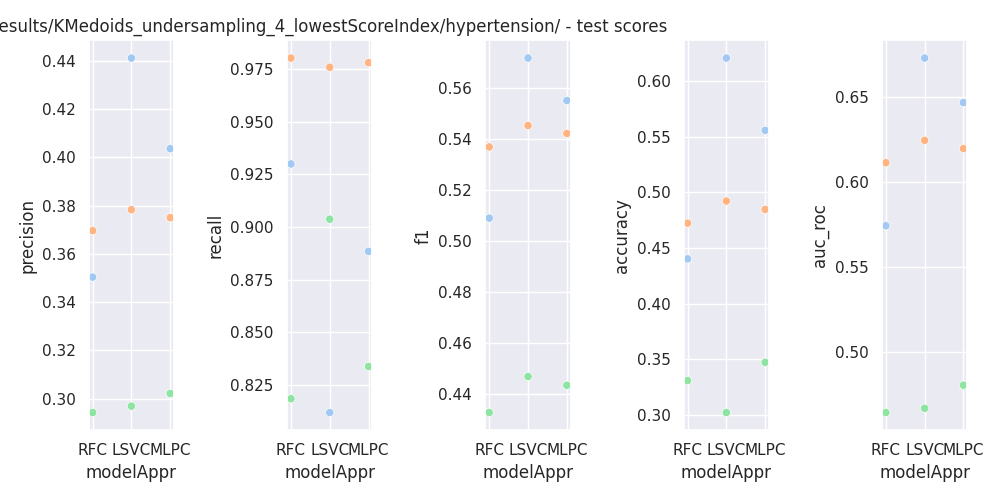 esults/KMedoids_undersampling_4_lowestScoreIndex/hypertension/ - test scores
precision
0.44
0.42
0.40
0.38
0.36
0.34
0.32
0.30
RFC LSVCMLPC
modelAppr
recall
0.975
0.950
0.925
0.900
0.875
0.850
0.825
RFC LSVCMLPC
modelAppr
f1
0.56
0.54
0.52
0.50
0.48
0.46
0.44
RFC LSVCMLPC
modelAppr
accuracy
0.60
0.55
0.50
0.45
0.40
0.35
0.30
RFC LSVCMLPC
modelAppr
auc_roc
0.65
0.60
0.55
0.50
RFC LSVCMLPC
modelAppr